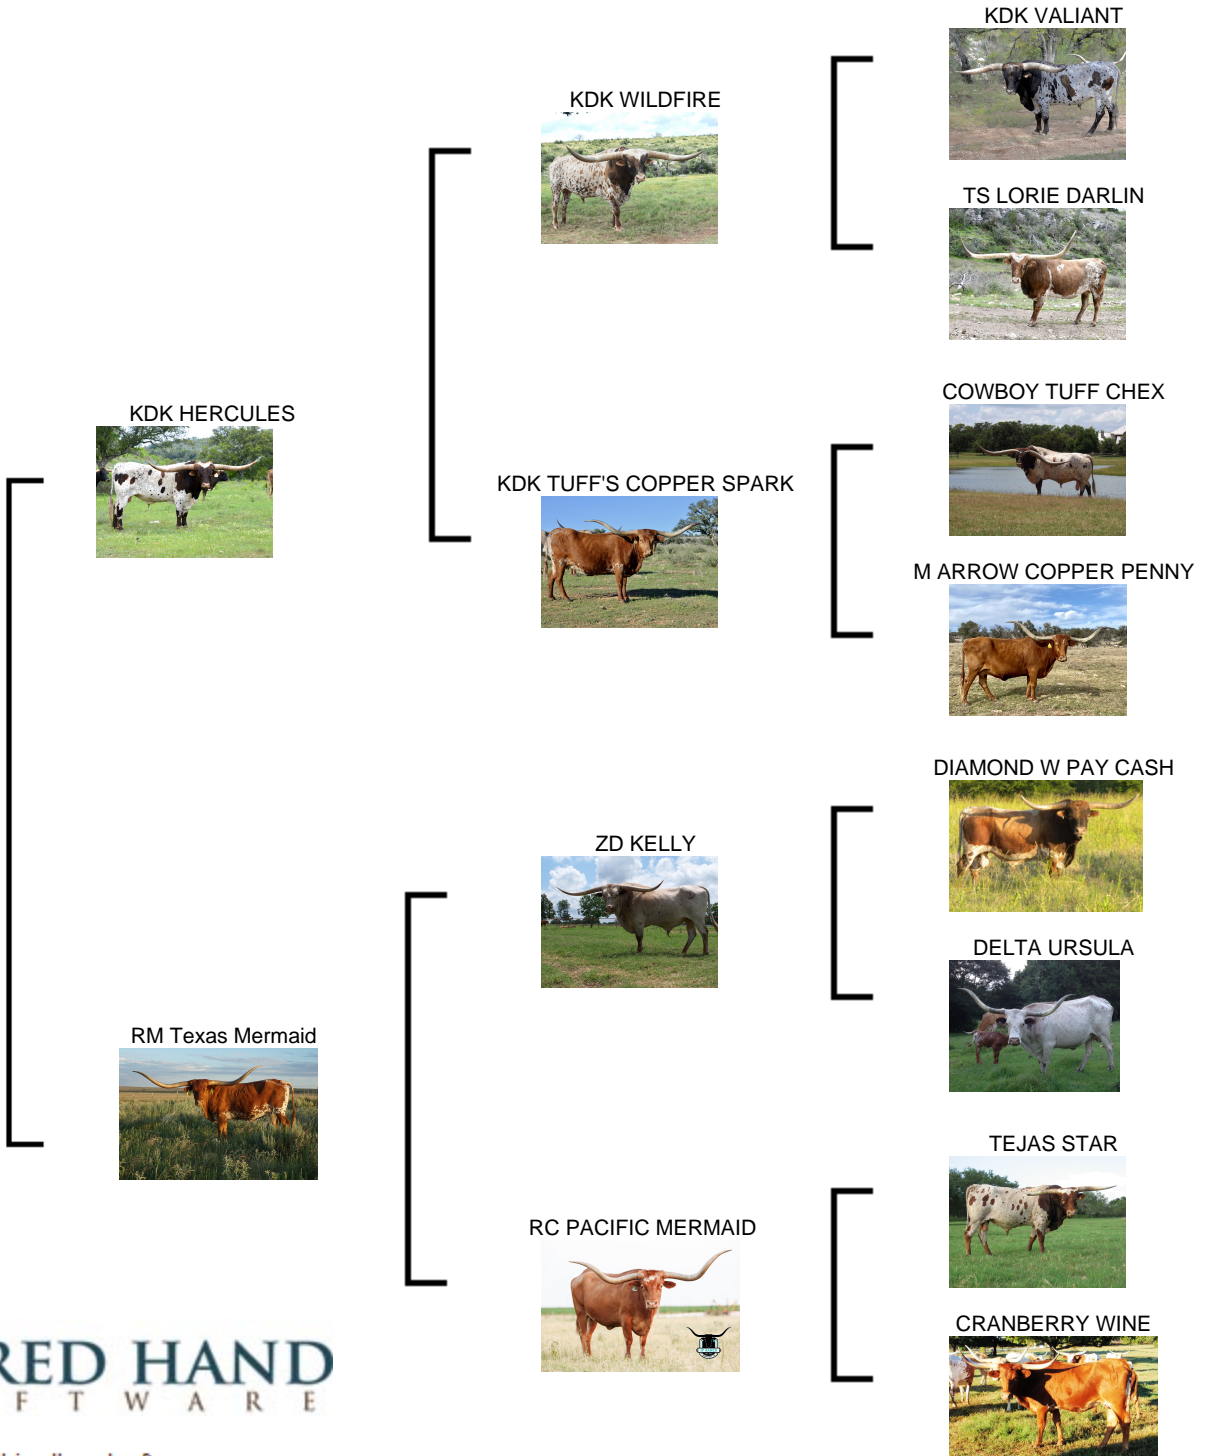 KDK VALIANT
KDK WILDFIRE
TS LORIE DARLIN
COWBOY TUFF CHEX
KDK HERCULES
KDK TUFF'S COPPER SPARK
M ARROW COPPER PENNY
DIAMOND W PAY CASH
ZD KELLY
DELTA URSULA
RM Texas Mermaid
TEJAS STAR
RC PACIFIC MERMAID
CRANBERRY WINE
RED HAND
F T W A R E